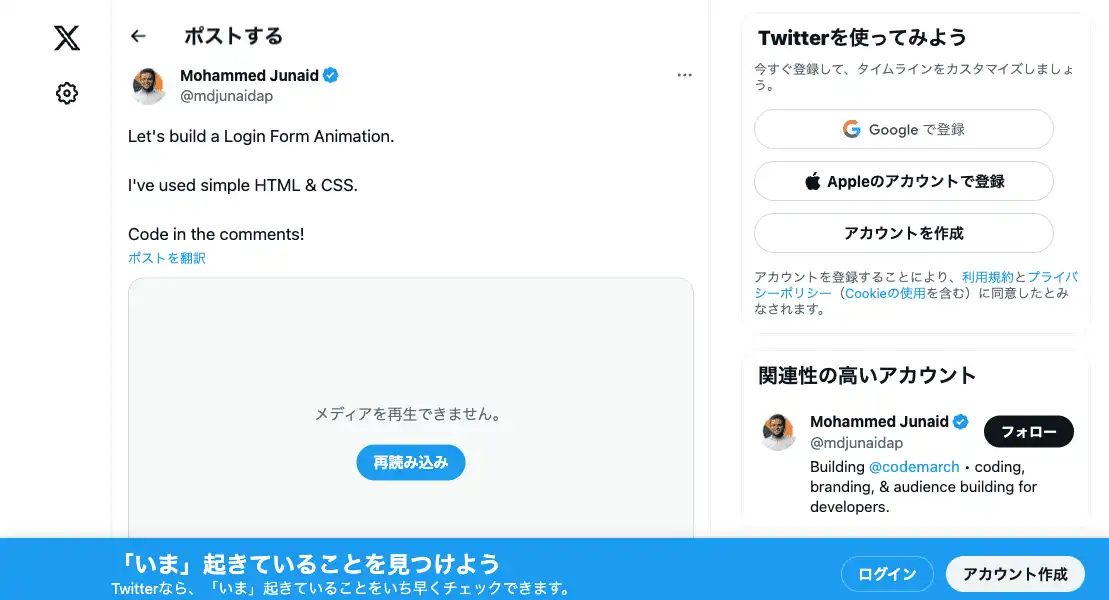 ポストする
Mohammed Junaid
@mdjunaidap
Let's build a Login Form Animation.
I've used simple HTML & CSS.
Code in the comments!
ポストを翻訳
メディアを再生できません。
再読み込み
Twitterを使ってみよう
今すぐ登録して、タイムラインをカスタマイズしましょ
う。
Google で登録
Appleのアカウントで登録
アカウントを作成
アカウントを登録することにより、利用規約とプライバ
シーポリシー（Cookieの使用を含む）に同意したとみ
なされます。
関連性の高いアカウント
Mohammed Junaid
フォロー
@mdjunaidap
Building @codemarch • coding,
branding, & audience building for
developers.
「いま」起きていることを見つけよう
Twitterなら、「いま」起きていることをいち早くチェックできます。
ログイン
アカウント作成